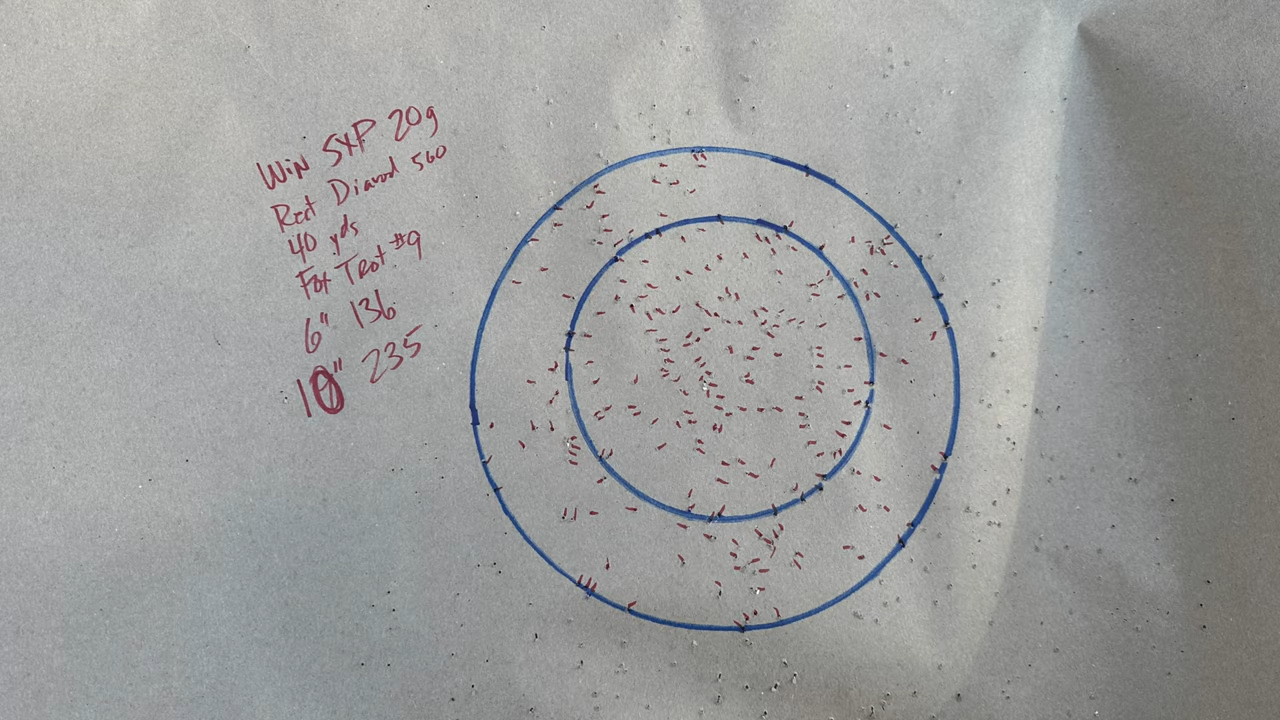 Win SXP 20g
Red Diamond 560
40 yds
Fox Trot #9
6" 136
10" 235